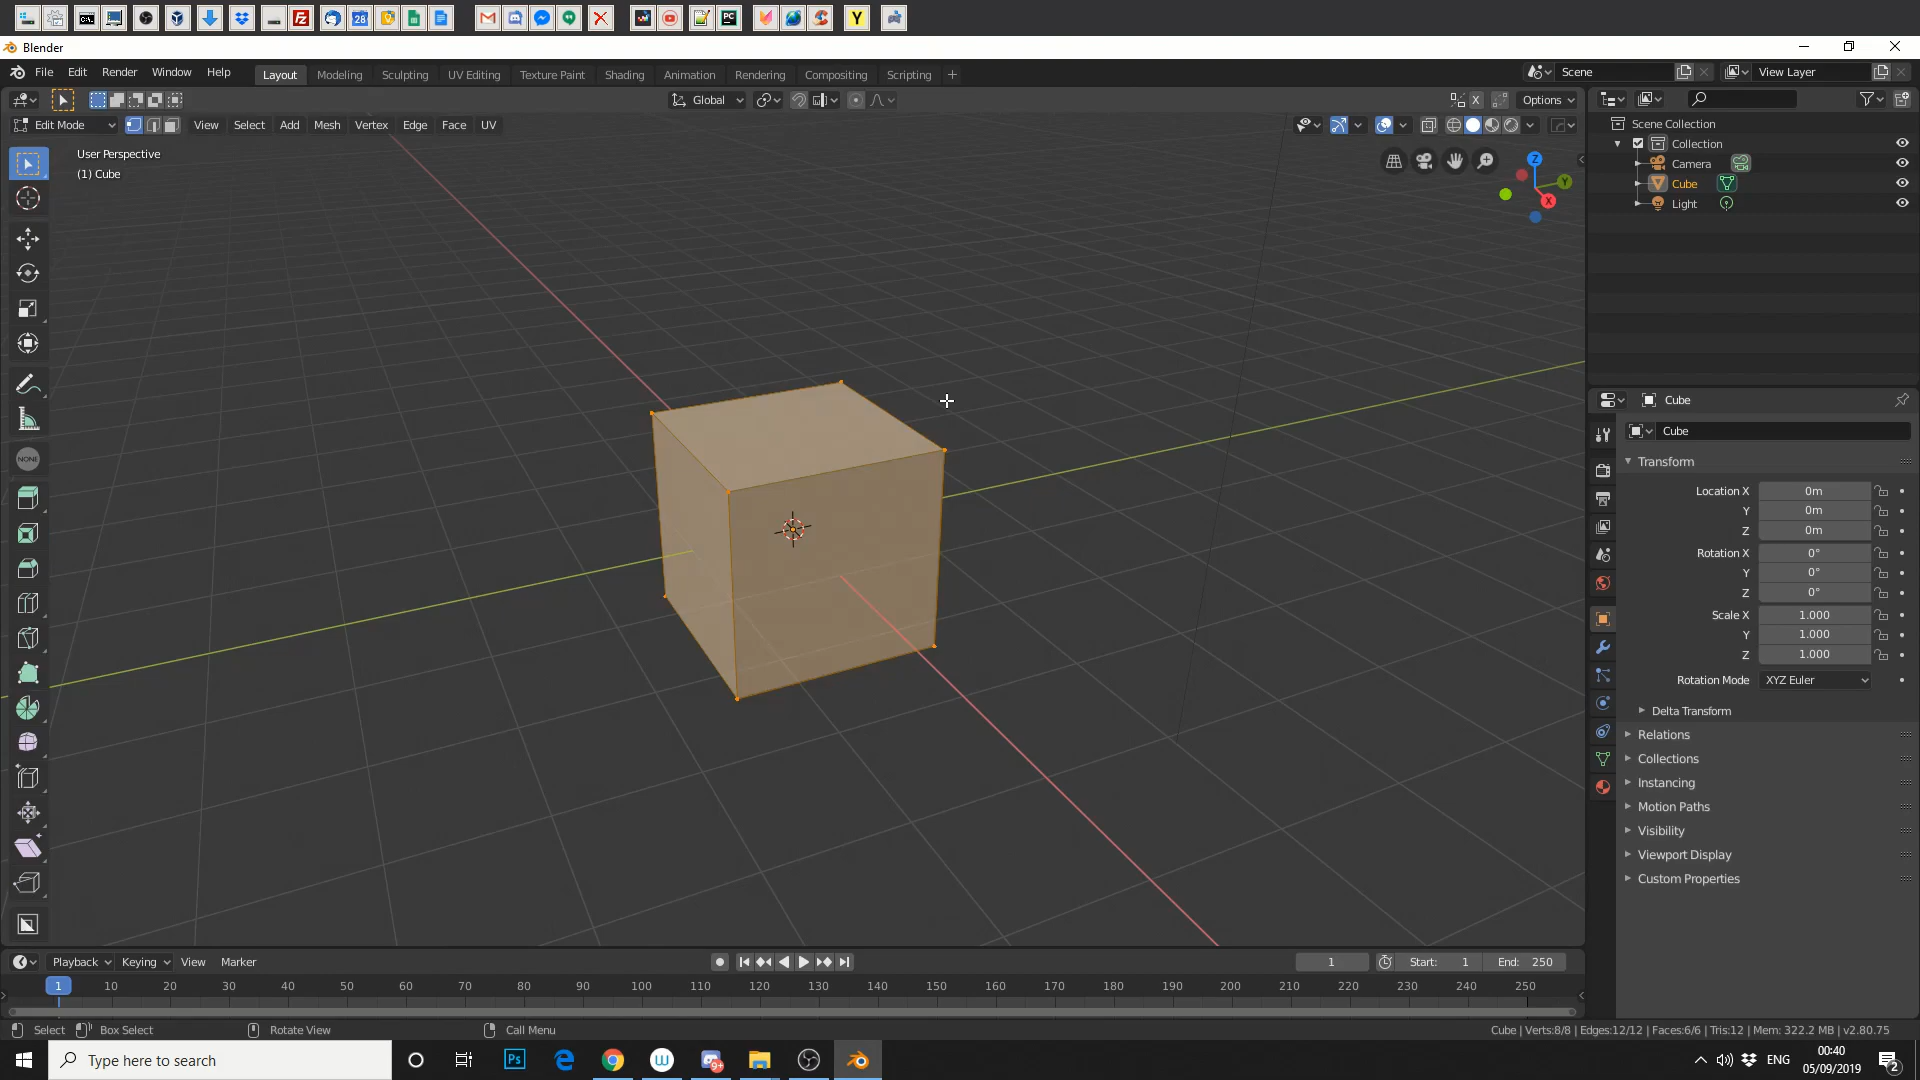 28
Y
Blender
File Edit Render Window Help Layout Modeling Sculpting UV Editing Texture Paint Shading Animation Rendering Compositing Scripting + Scene View Layer
Global X Options
Edit Mode View Select Add Mesh Vertex Edge Face UV
User Perspective
(1) Cube
Z
Y
X
NONE
Scene Collection
Collection
Camera
Cube
Light
Cube
Cube
Transform
Location X 0m
Y 0m
Z 0m
Rotation X 0°
Y 0°
Z 0°
Scale X 1.000
Y 1.000
Z 1.000
Rotation Mode XYZ Euler
Delta Transform
Relations
Collections
Instancing
Motion Paths
Visibility
Viewport Display
Custom Properties
Playback Keying View Marker 1 Start: 1 End: 250
1 10 20 30 40 50 60 70 80 90 100 110 120 130 140 150 160 170 180 190 200 210 220 230 240 250
Select Box Select Rotate View Call Menu Cube | Verts:8/8 | Edges:12/12 | Faces:6/6 | Tris:12 | Mem: 322.2 MB | v2.80.75
Type here to search Ps W 9+ ENG 00:40
05/09/2019
2